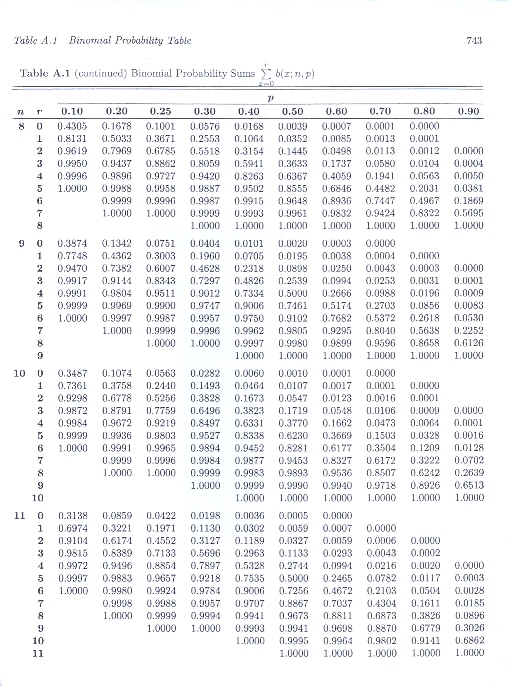 Table A.1 Binomial Probability Table 743
Table A.1 (continued) Binomial Probability Sums r ∑ x=0 b(x; n, p)
p
n r 0.10 0.20 0.25 0.30 0.40 0.50 0.60 0.70 0.80 0.90
8 0 0.4305 0.1678 0.1001 0.0576 0.0168 0.0039 0.0007 0.0001 0.0000
1 0.8131 0.5033 0.3671 0.2553 0.1064 0.0352 0.0085 0.0013 0.0001
2 0.9619 0.7969 0.6785 0.5518 0.3154 0.1445 0.0498 0.0113 0.0012 0.0000
3 0.9950 0.9437 0.8862 0.8059 0.5941 0.3633 0.1737 0.0580 0.0104 0.0004
4 0.9996 0.9896 0.9727 0.9420 0.8263 0.6367 0.4059 0.1941 0.0563 0.0050
5 1.0000 0.9988 0.9958 0.9887 0.9502 0.8555 0.6846 0.4482 0.2031 0.0381
6 0.9999 0.9996 0.9987 0.9915 0.9648 0.8936 0.7447 0.4967 0.1869
7 1.0000 1.0000 0.9999 0.9993 0.9961 0.9832 0.9424 0.8322 0.5695
8 1.0000 1.0000 1.0000 1.0000 1.0000 1.0000 1.0000
9 0 0.3874 0.1342 0.0751 0.0404 0.0101 0.0020 0.0003 0.0000
1 0.7748 0.4362 0.3003 0.1960 0.0705 0.0195 0.0038 0.0004 0.0000
2 0.9470 0.7382 0.6007 0.4628 0.2318 0.0898 0.0250 0.0043 0.0003 0.0000
3 0.9917 0.9144 0.8343 0.7297 0.4826 0.2539 0.0994 0.0253 0.0031 0.0001
4 0.9991 0.9804 0.9511 0.9012 0.7334 0.5000 0.2666 0.0988 0.0196 0.0009
5 0.9999 0.9969 0.9900 0.9747 0.9006 0.7461 0.5174 0.2703 0.0856 0.0083
6 1.0000 0.9997 0.9987 0.9957 0.9750 0.9102 0.7682 0.5372 0.2618 0.0530
7 1.0000 0.9999 0.9996 0.9962 0.9805 0.9295 0.8040 0.5638 0.2252
8 1.0000 1.0000 0.9997 0.9980 0.9899 0.9596 0.8658 0.6126
9 1.0000 1.0000 1.0000 1.0000 1.0000 1.0000
10 0 0.3487 0.1074 0.0563 0.0282 0.0060 0.0010 0.0001 0.0000
1 0.7361 0.3758 0.2440 0.1493 0.0464 0.0107 0.0017 0.0001 0.0000
2 0.9298 0.6778 0.5256 0.3828 0.1673 0.0547 0.0123 0.0016 0.0001
3 0.9872 0.8791 0.7759 0.6496 0.3823 0.1719 0.0548 0.0106 0.0009 0.0000
4 0.9984 0.9672 0.9219 0.8497 0.6331 0.3770 0.1662 0.0473 0.0064 0.0001
5 0.9999 0.9936 0.9803 0.9527 0.8338 0.6230 0.3669 0.1503 0.0328 0.0016
6 1.0000 0.9991 0.9965 0.9894 0.9452 0.8281 0.6177 0.3504 0.1209 0.0128
7 0.9999 0.9996 0.9984 0.9877 0.9453 0.8327 0.6172 0.3222 0.0702
8 1.0000 1.0000 0.9999 0.9983 0.9893 0.9536 0.8507 0.6242 0.2639
9 1.0000 0.9999 0.9990 0.9940 0.9718 0.8926 0.6513
10 1.0000 1.0000 1.0000 1.0000 1.0000 1.0000
11 0 0.3138 0.0859 0.0422 0.0198 0.0036 0.0005 0.0000
1 0.6974 0.3221 0.1971 0.1130 0.0302 0.0059 0.0007 0.0000
2 0.9104 0.6174 0.4552 0.3127 0.1189 0.0327 0.0059 0.0006 0.0000
3 0.9815 0.8389 0.7133 0.5696 0.2963 0.1133 0.0293 0.0043 0.0002
4 0.9972 0.9496 0.8854 0.7897 0.5328 0.2744 0.0994 0.0216 0.0020 0.0000
5 0.9997 0.9883 0.9657 0.9218 0.7535 0.5000 0.2465 0.0782 0.0117 0.0003
6 1.0000 0.9980 0.9924 0.9784 0.9006 0.7256 0.4672 0.2103 0.0504 0.0028
7 0.9998 0.9988 0.9957 0.9707 0.8867 0.7037 0.4304 0.1611 0.0185
8 1.0000 0.9999 0.9994 0.9941 0.9673 0.8811 0.6873 0.3826 0.0896
9 1.0000 1.0000 0.9993 0.9941 0.9698 0.8870 0.6779 0.3026
10 1.0000 0.9995 0.9964 0.9802 0.9141 0.6862
11 1.0000 1.0000 1.0000 1.0000 1.0000